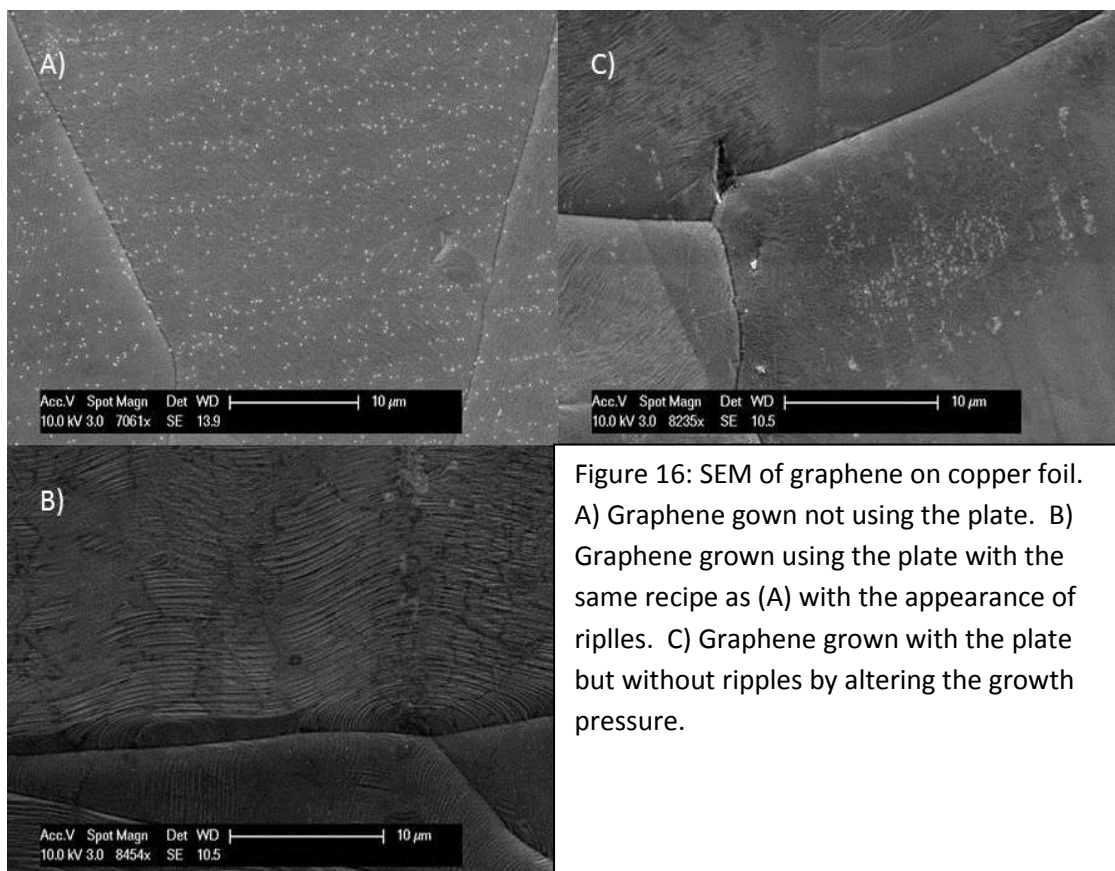 A)
Acc.V Spot Magn Det WD 10 µm
10.0 kV 3.0 7061x SE 13.9
C)
Acc.V Spot Magn Det WD 10 µm
10.0 kV 3.0 8235x SE 10.5
B)
Acc.V Spot Magn Det WD 10 µm
10.0 kV 3.0 8454x SE 10.5
Figure 16: SEM of graphene on copper foil.
A) Graphene gown not using the plate. B)
Graphene grown using the plate with the
same recipe as (A) with the appearance of
riplles. C) Graphene grown with the plate
but without ripples by altering the growth
pressure.